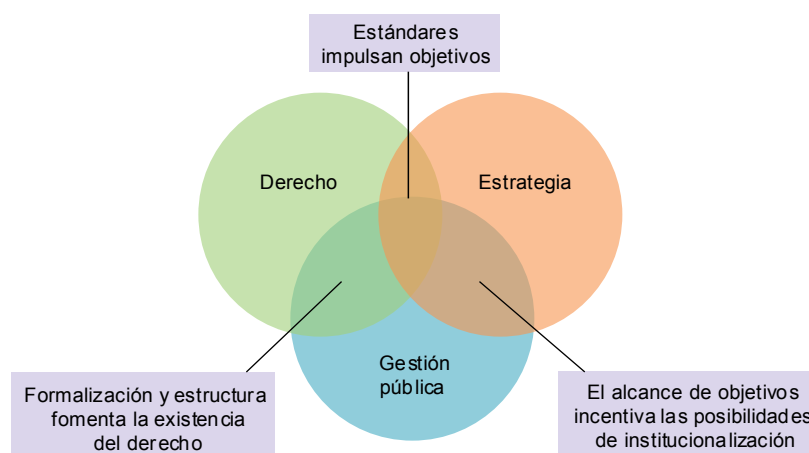 Estándares
impulsan objetivos
Derecho
Estrategia
Gestión
pública
Formalización y estructura
fomenta la existencia
del derecho
El alcance de objetivos
incentiva las posibilidades
de institucionalización